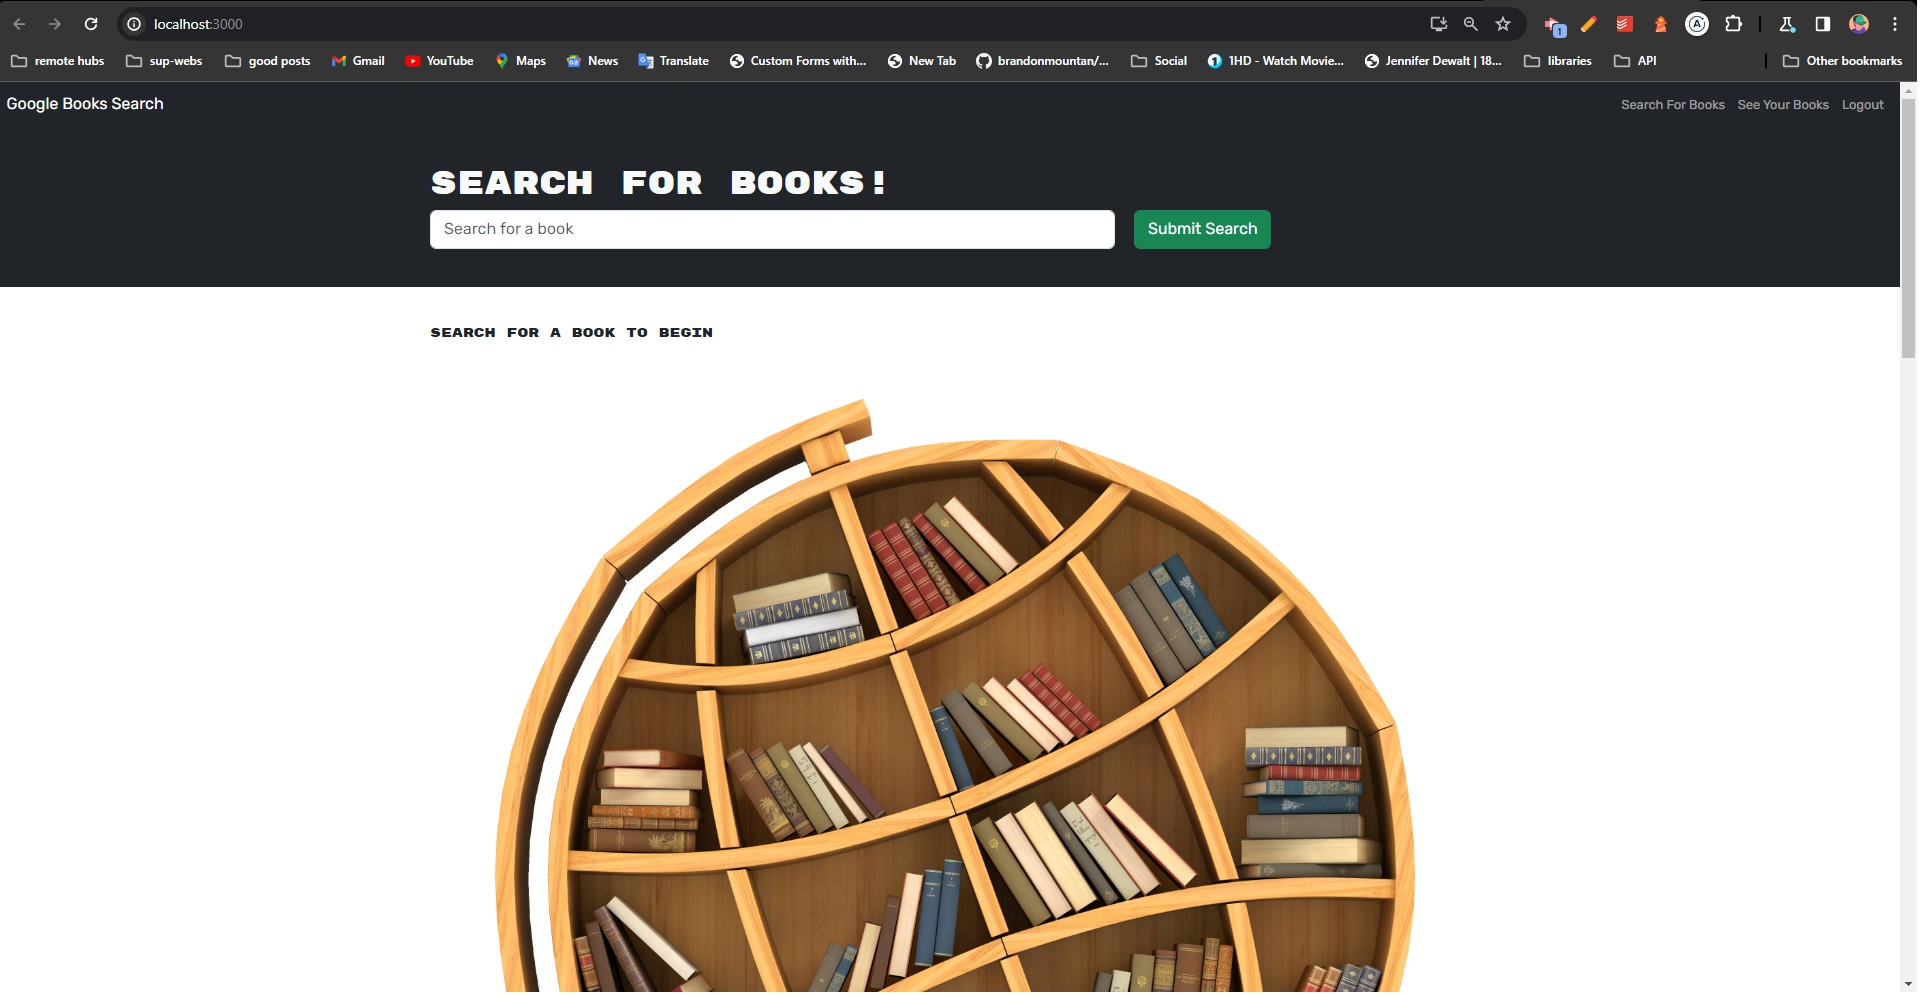 localhost:3000
1
remote hubs sup-webs good posts Gmail YouTube Maps News Translate Custom Forms with... New Tab brandonmountan/... Social 1HD - Watch Movie... Jennifer Dewalt | 18... libraries API Other bookmarks
Google Books Search Search For Books See Your Books Logout
SEARCH FOR BOOKS!
Search for a book Submit Search
SEARCH FOR A BOOK TO BEGIN